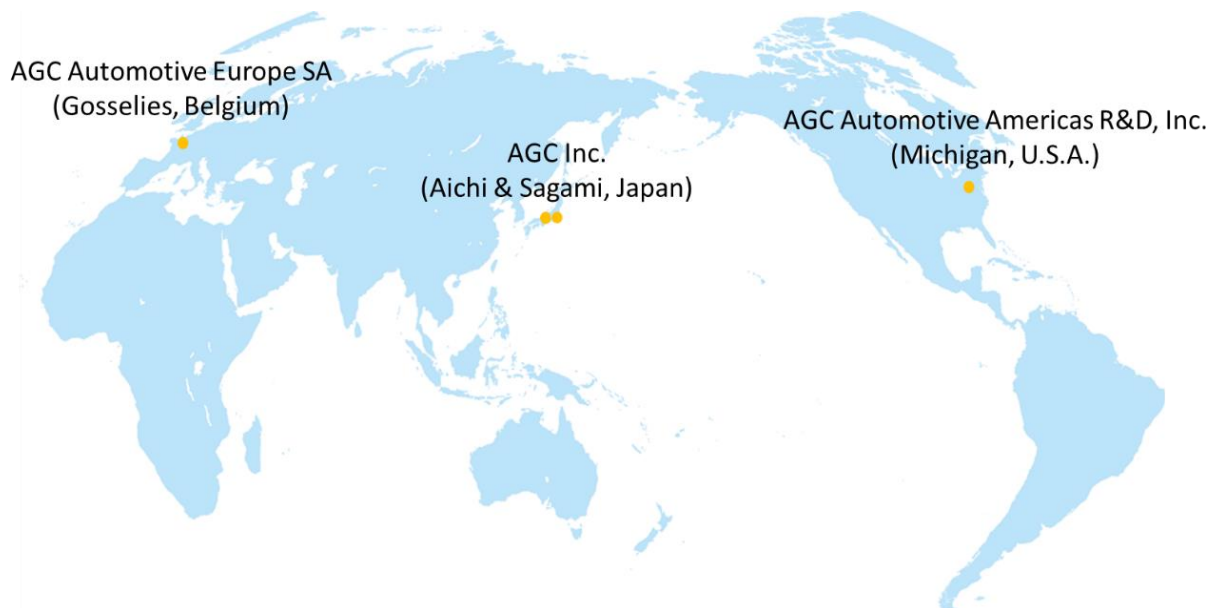 AGC Automotive Europe SA
(Gosselies, Belgium)
AGC Inc.
(Aichi & Sagami, Japan)
AGC Automotive Americas R&D, Inc.
(Michigan, U.S.A.)